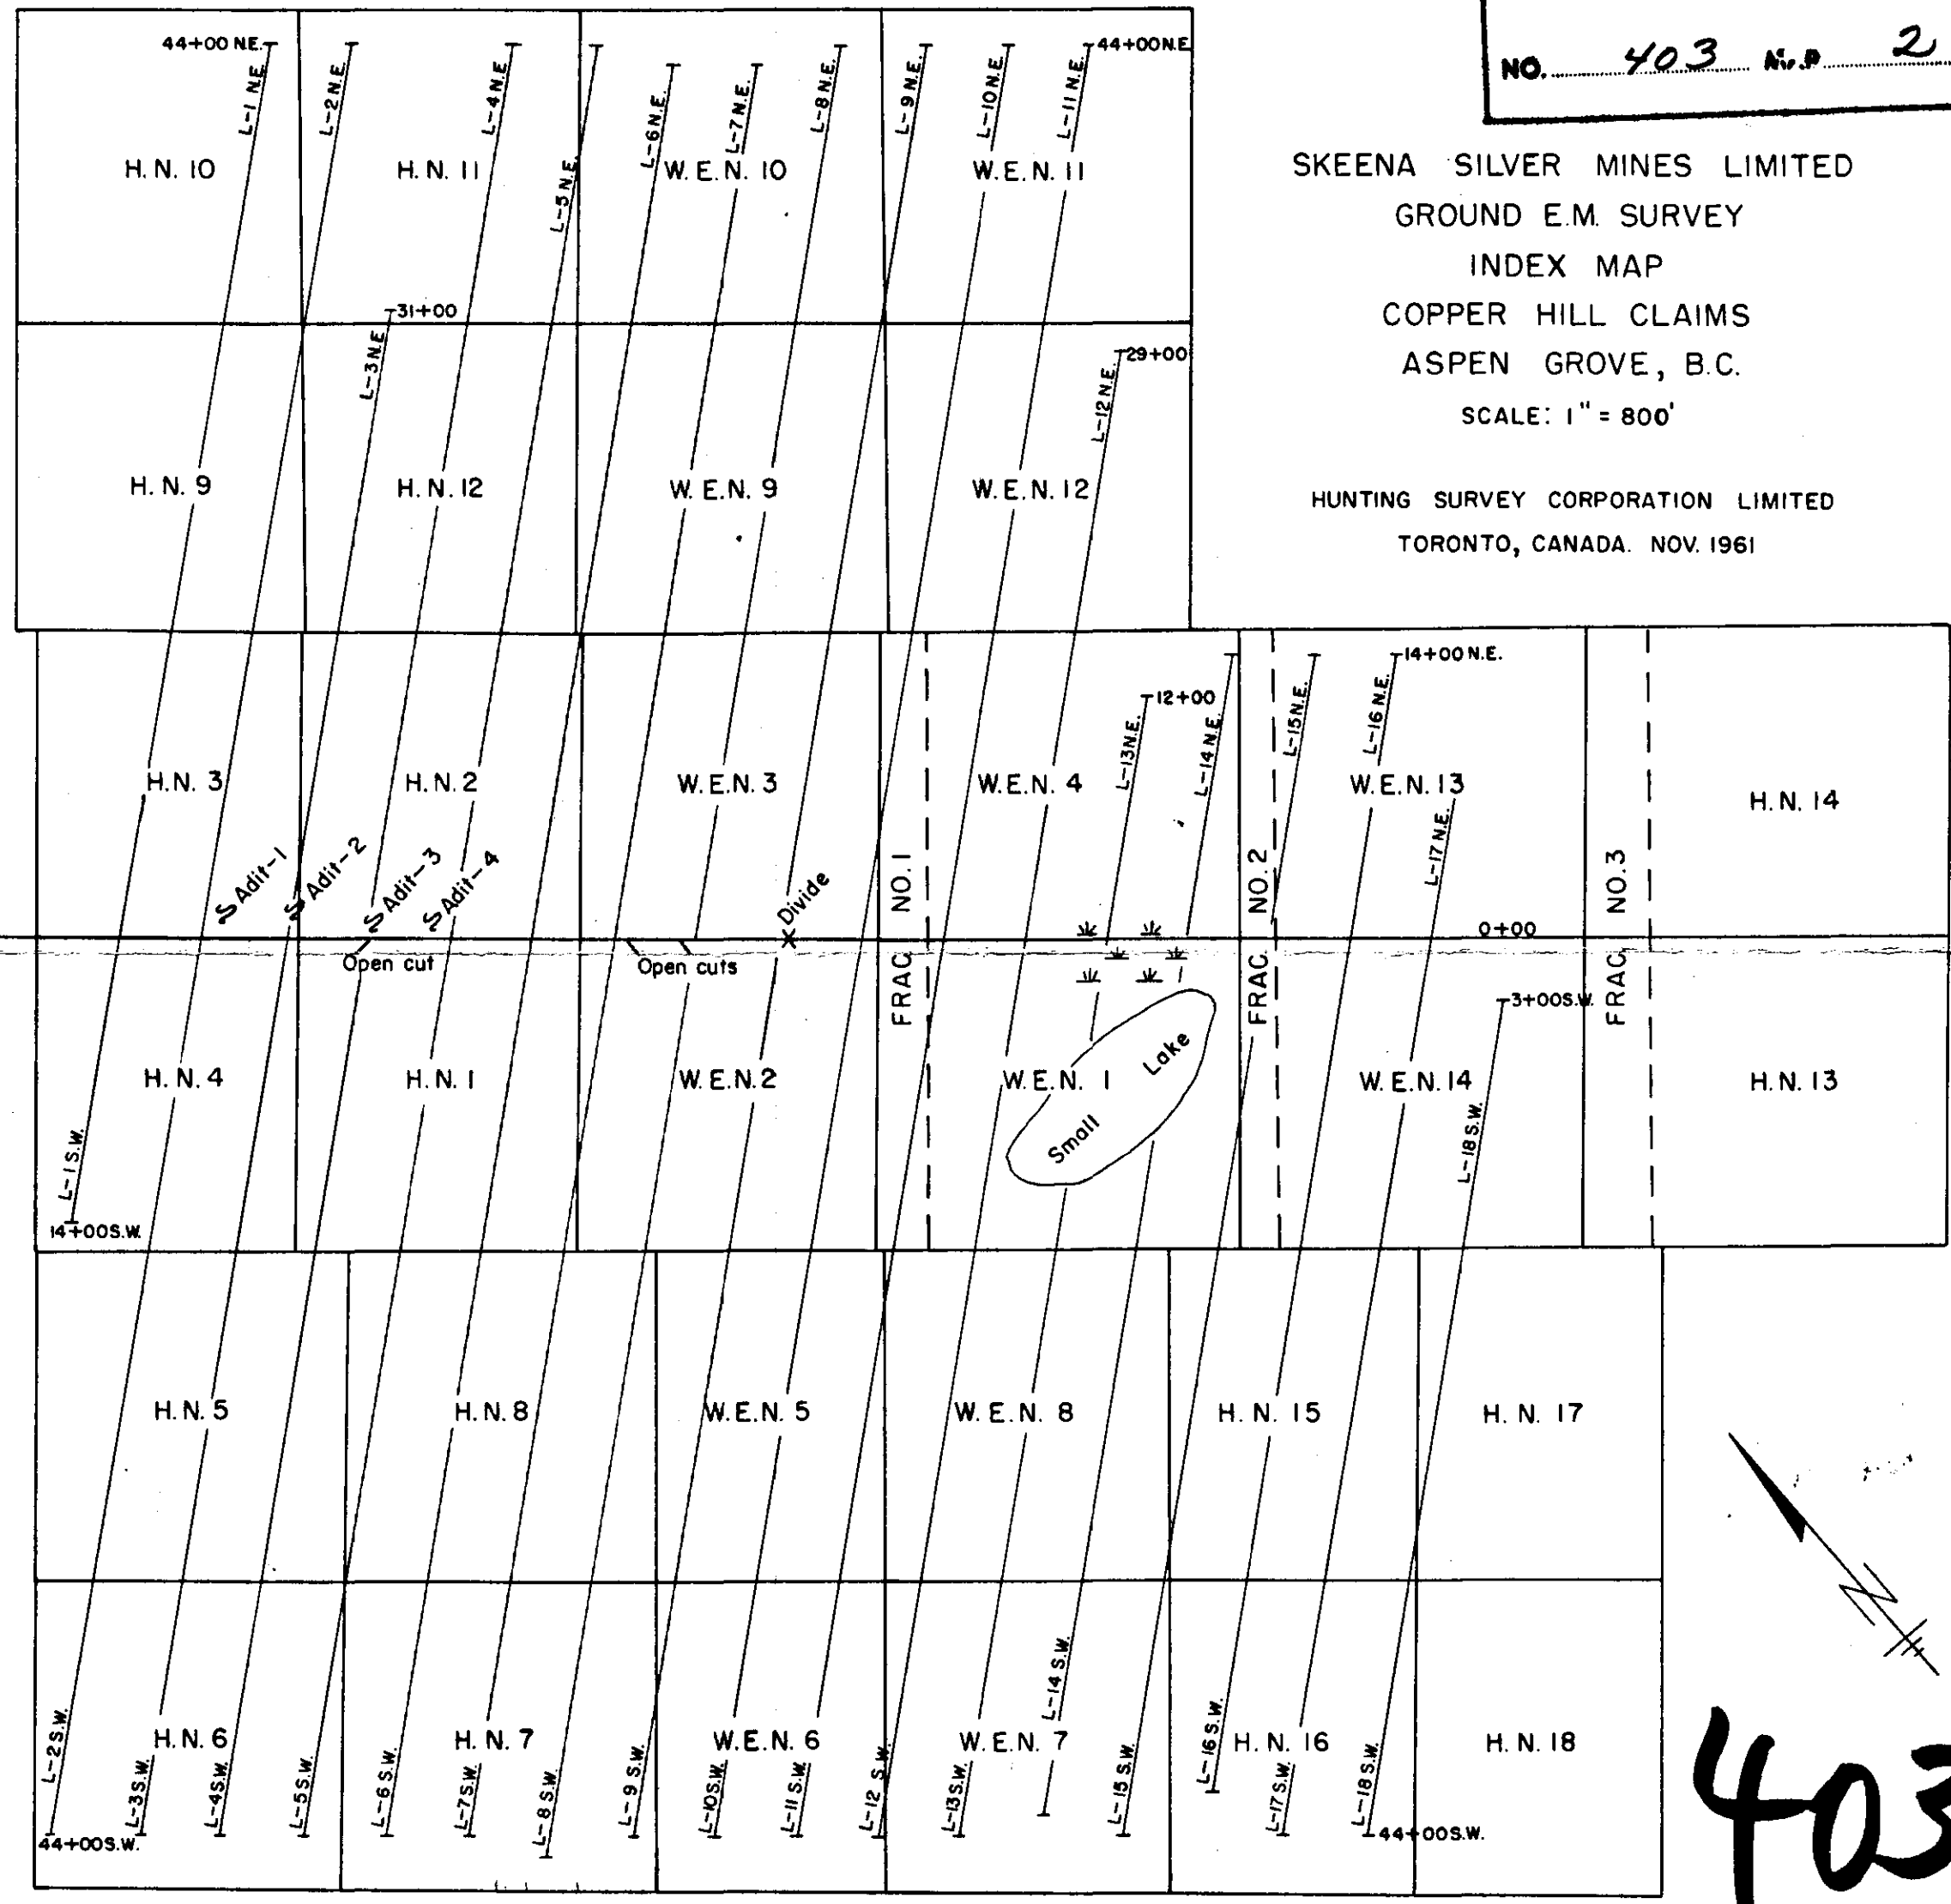 NO. 403 2
SKEENA SILVER MINES LIMITED
GROUND E.M. SURVEY
INDEX MAP
COPPER HILL CLAIMS
ASPEN GROVE, B.C.
SCALE: 1" = 800'
HUNTING SURVEY CORPORATION LIMITED
TORONTO, CANADA. NOV. 1961
44+00 N.E.
44+00 N.E.
L-1 N.E.
L-2 N.E.
L-4 N.E.
L-5 N.E.
L-6 N.E.
L-7 N.E.
L-8 N.E.
L-9 N.E.
L-10 N.E.
L-11 N.E.
H.N. 10
H.N. 11
W.E.N. 10
W.E.N. 11
31+00
L-3 N.E.
29+00
L-12 N.E.
H.N. 9
H.N. 12
W.E.N. 9
W.E.N. 12
12+00
14+00 N.E.
L-13 N.E.
L-14 N.E.
L-15 N.E.
L-16 N.E.
L-17 N.E.
H.N. 3
H.N. 2
W.E.N. 3
W.E.N. 4
W.E.N. 13
H.N. 14
Adit-1
Adit-2
Adit-3
Adit-4
Divide
FRAC. NO. 1
FRAC. NO. 2
FRAC. NO. 3
0+00
Open cut
Open cuts
3+00 S.W.
L-18 S.W.
Small Lake
H.N. 4
H.N. 1
W.E.N. 2
W.E.N. 1
W.E.N. 14
H.N. 13
L-1 S.W.
14+00 S.W.
H.N. 5
H.N. 8
W.E.N. 5
W.E.N. 8
H.N. 15
H.N. 17
N
H.N. 6
H.N. 7
W.E.N. 6
W.E.N. 7
H.N. 16
H.N. 18
L-2 S.W.
L-3 S.W.
L-4 S.W.
L-5 S.W.
L-6 S.W.
L-7 S.W.
L-8 S.W.
L-9 S.W.
L-10 S.W.
L-11 S.W.
L-12 S.W.
L-13 S.W.
L-14 S.W.
L-15 S.W.
L-16 S.W.
L-17 S.W.
L-18 S.W.
44+00 S.W.
44+00 S.W.
403